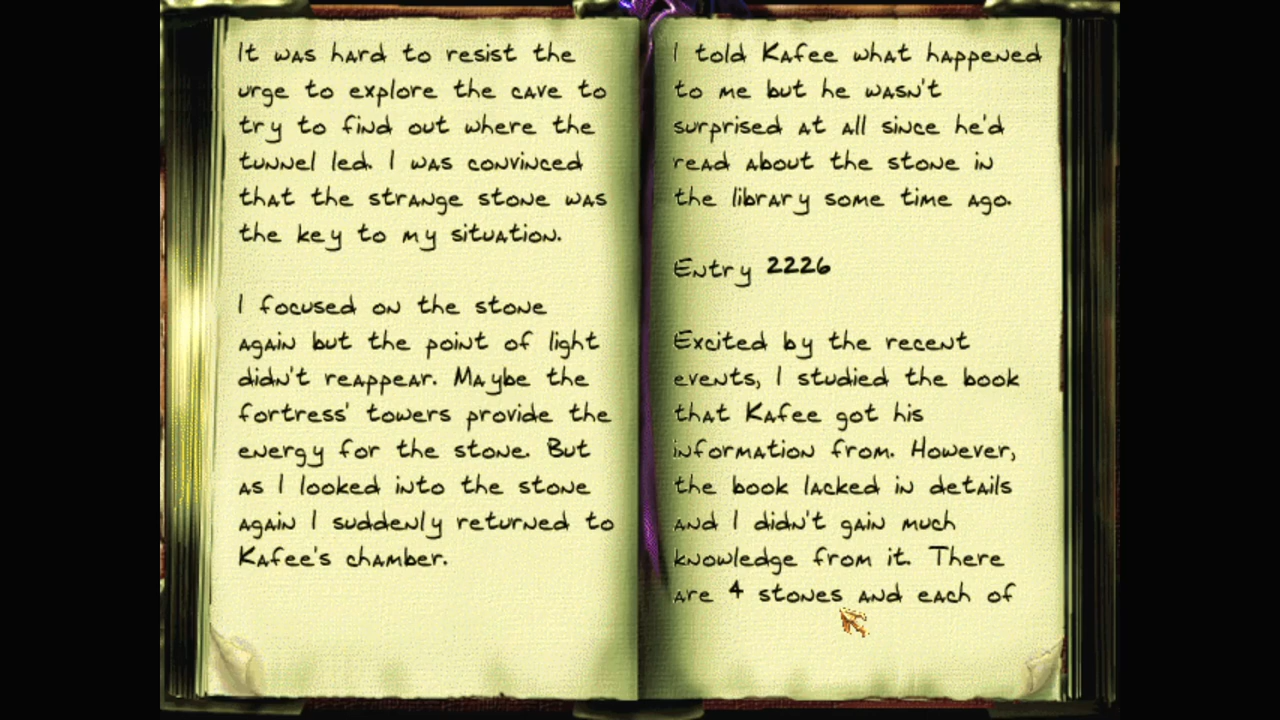 It was hard to resist the
urge to explore the cave to
try to find out where the
tunnel led. I was convinced
that the strange stone was
the key to my situation.
I focused on the stone
again but the point of light
didn't reappear. Maybe the
fortress' towers provide the
energy for the stone. But
as I looked into the stone
again I suddenly returned to
Kafee's chamber.
I told Kafee what happened
to me but he wasn't
surprised at all since he'd
read about the stone in
the library some time ago.
Entry 2226
Excited by the recent
events, I studied the book
that Kafee got his
information from. However,
the book lacked in details
and I didn't gain much
knowledge from it. There
are 4 stones and each of